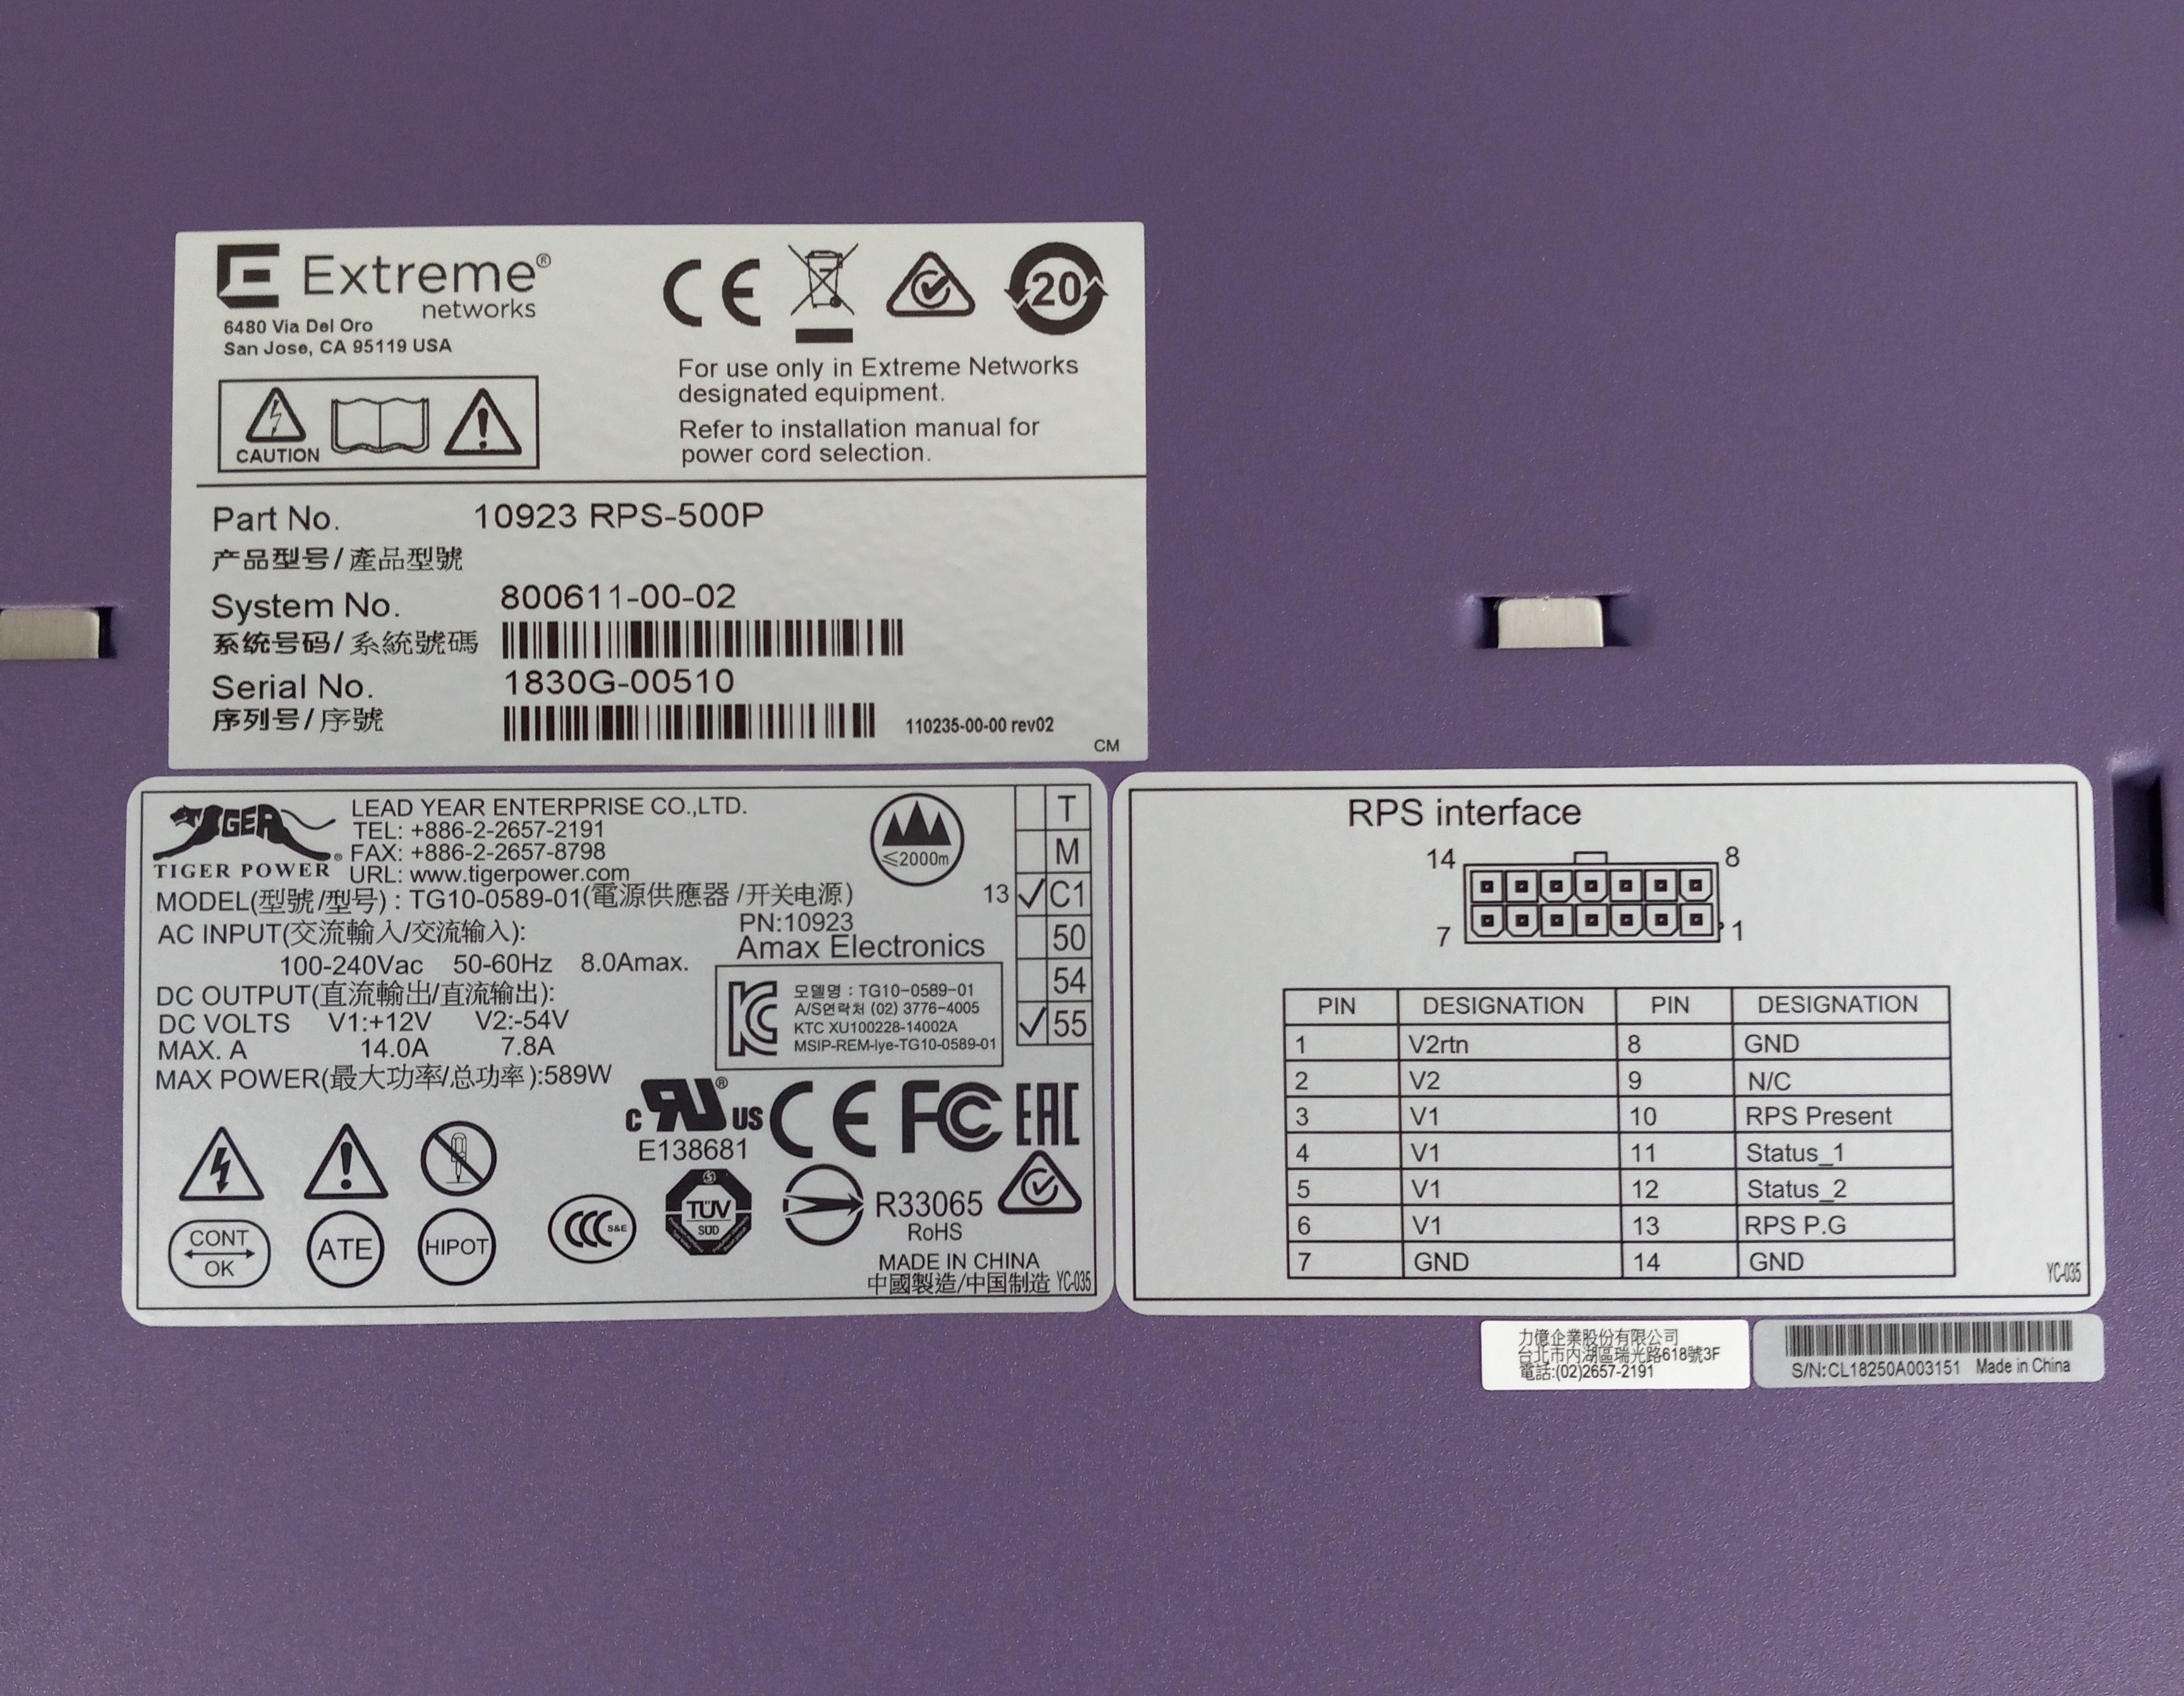 Extreme®
networks
6480 Via Del Oro
San Jose, CA 95119 USA
CAUTION
CE
20
For use only in Extreme Networks
designated equipment.
Refer to installation manual for
power cord selection.
Part No. 10923 RPS-500P
产品型号/產品型號
System No. 800611-00-02
系统号码/系統號碼
Serial No. 1830G-00510
序列号/序號
110235-00-00 rev02
CM
TIGER
TIGER POWER ®
LEAD YEAR ENTERPRISE CO.,LTD.
TEL: +886-2-2657-2191
FAX: +886-2-2657-8798
URL: www.tigerpower.com
≤2000m
MODEL(型號/型号) : TG10-0589-01(電源供應器/开关电源)
PN:10923
AC INPUT(交流輸入/交流输入):
Amax Electronics
100-240Vac 50-60Hz 8.0Amax.
DC OUTPUT(直流輸出/直流输出):
DC VOLTS V1:+12V V2:-54V
MAX. A 14.0A 7.8A
MAX POWER(最大功率/总功率):589W
모델명 : TG10-0589-01
A/S연락처 (02) 3776-4005
KTC XU100228-14002A
MSIP-REM-lye-TG10-0589-01
T
M
13 ✓ C1
50
54
✓ 55
c RU ® US
E138681
CE FC EAC
CONT
OK
ATE
HIPOT
CCC S&E
TÜV
SÜD
R33065
RoHS
MADE IN CHINA
中國製造/中国制造 YC-035
RPS interface
14 8
7 1
PIN DESIGNATION PIN DESIGNATION
1 V2rtn 8 GND
2 V2 9 N/C
3 V1 10 RPS Present
4 V1 11 Status_1
5 V1 12 Status_2
6 V1 13 RPS P.G
7 GND 14 GND
YC-035
力億企業股份有限公司
台北市內湖區瑞光路618號3F
電話:(02)2657-2191
S/N:CL18250A003151 Made in China